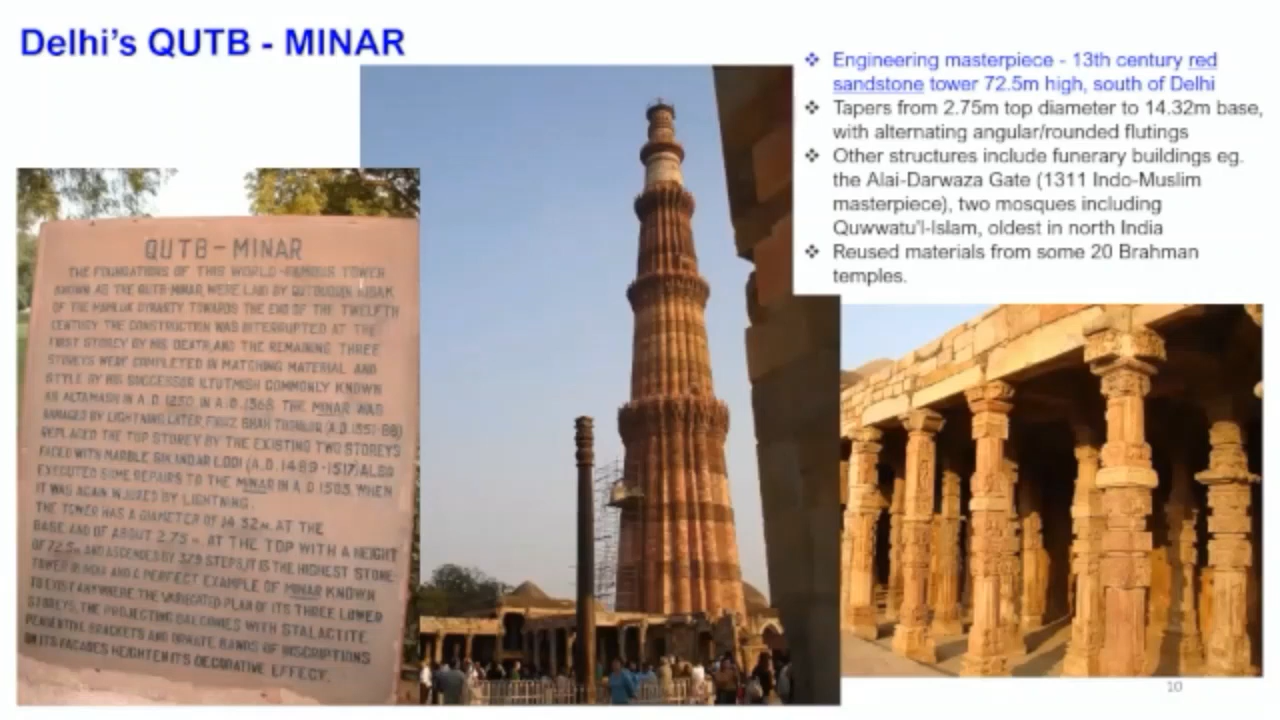 Delhi's QUTB - MINAR
❖ Engineering masterpiece - 13th century red
sandstone tower 72.5m high, south of Delhi
❖ Tapers from 2.75m top diameter to 14.32m base,
with alternating angular/rounded flutings
❖ Other structures include funerary buildings eg.
the Alai-Darwaza Gate (1311 Indo-Muslim
masterpiece), two mosques including
Quwwatu'l-Islam, oldest in north India
❖ Reused materials from some 20 Brahman
temples.
QUTB-MINAR
THE FOUNDATIONS OF THIS WORLD-FAMOUS TOWER
KNOWN AS THE QUTB-MINAR, WERE LAID BY QUTBUDDIN
OF THE MAMLUK DYNASTY TOWARDS THE END OF THE TWELFTH
CENTURY THE CONSTRUCTION WAS INTERRUPTED AT THE
FIRST STOREY BY HIS DEATH, AND THE REMAINING THREE
STOREYS WERE COMPLETED IN MATCHING MATERIAL AND
STYLE BY HIS SUCCESSOR ILTUTMISH COMMONLY KNOWN
AS ALTAMASH IN A.D. 1230 IN A.D. 1368 THE MINAR WAS
DAMAGED BY LIGHTNING, LATER, FIRUZ SHAH (A.D. 1351-88)
REPLACED THE TOP STOREY BY THE EXISTING TWO STOREYS
FACED WITH MARBLE SIKANDAR LODI (A.D. 1489-1517) ALSO
EXECUTED SOME REPAIRS TO THE MINAR IN A.D 1503, WHEN
IT WAS AGAIN INJURED BY LIGHTNING.
THE TOWER HAS A DIAMETER OF 14.32 M. AT THE
BASE AND OF ABOUT 2.75 M. AT THE TOP WITH A HEIGHT
OF 72.5 M. AND ASCENDES BY 379 STEPS, IT IS THE HIGHEST STONE-
TOWER IN INDIA AND A PERFECT EXAMPLE OF MINAR KNOWN
TO EXIST ANYWHERE. THE VARIEGATED PLAN OF ITS THREE LOWER
STOREYS, THE PROJECTING BALCONIES WITH STALACTITE
PENDENTIVE BRACKETS AND ORNATE BANDS OF INSCRIPTIONS
ON ITS FACADES HEIGHTEN ITS DECORATIVE EFFECT.
10